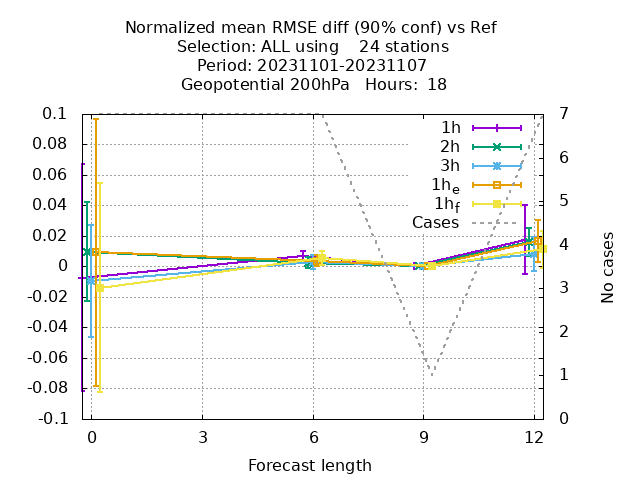 Normalized mean RMSE diff (90% conf) vs Ref
Selection: ALL using    24 stations
Period: 20231101-20231107
Geopotential 200hPa   Hours:  18
0.1
0.08
0.06
0.04
0.02
0
-0.02
-0.04
-0.06
-0.08
-0.1
7
6
5
4
3
2
1
0
1h
2h
3h
1he
1hf
Cases
No cases
0 3 6 9 12
Forecast length